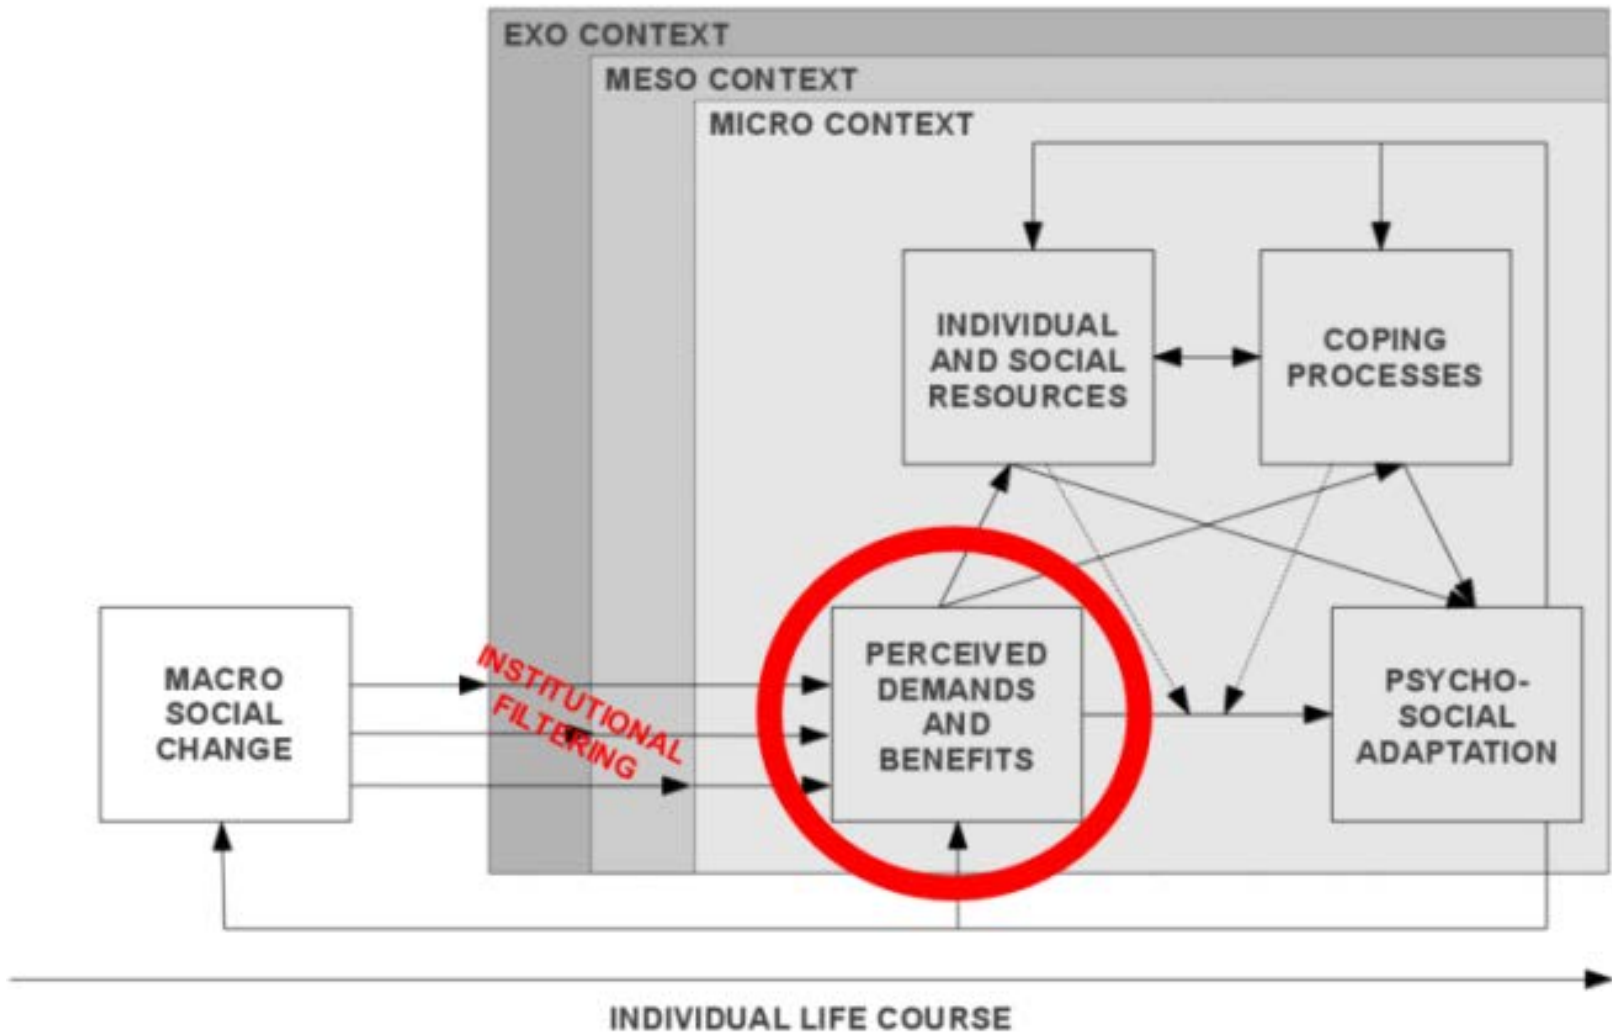 EXO CONTEXT
MESO CONTEXT
MICRO CONTEXT
INDIVIDUAL
AND SOCIAL
RESOURCES
COPING
PROCESSES
MACRO
SOCIAL
CHANGE
INSTITUTIONAL
FILTERING
PERCEIVED
DEMANDS
AND
BENEFITS
PSYCHO-
SOCIAL
ADAPTATION
INDIVIDUAL LIFE COURSE